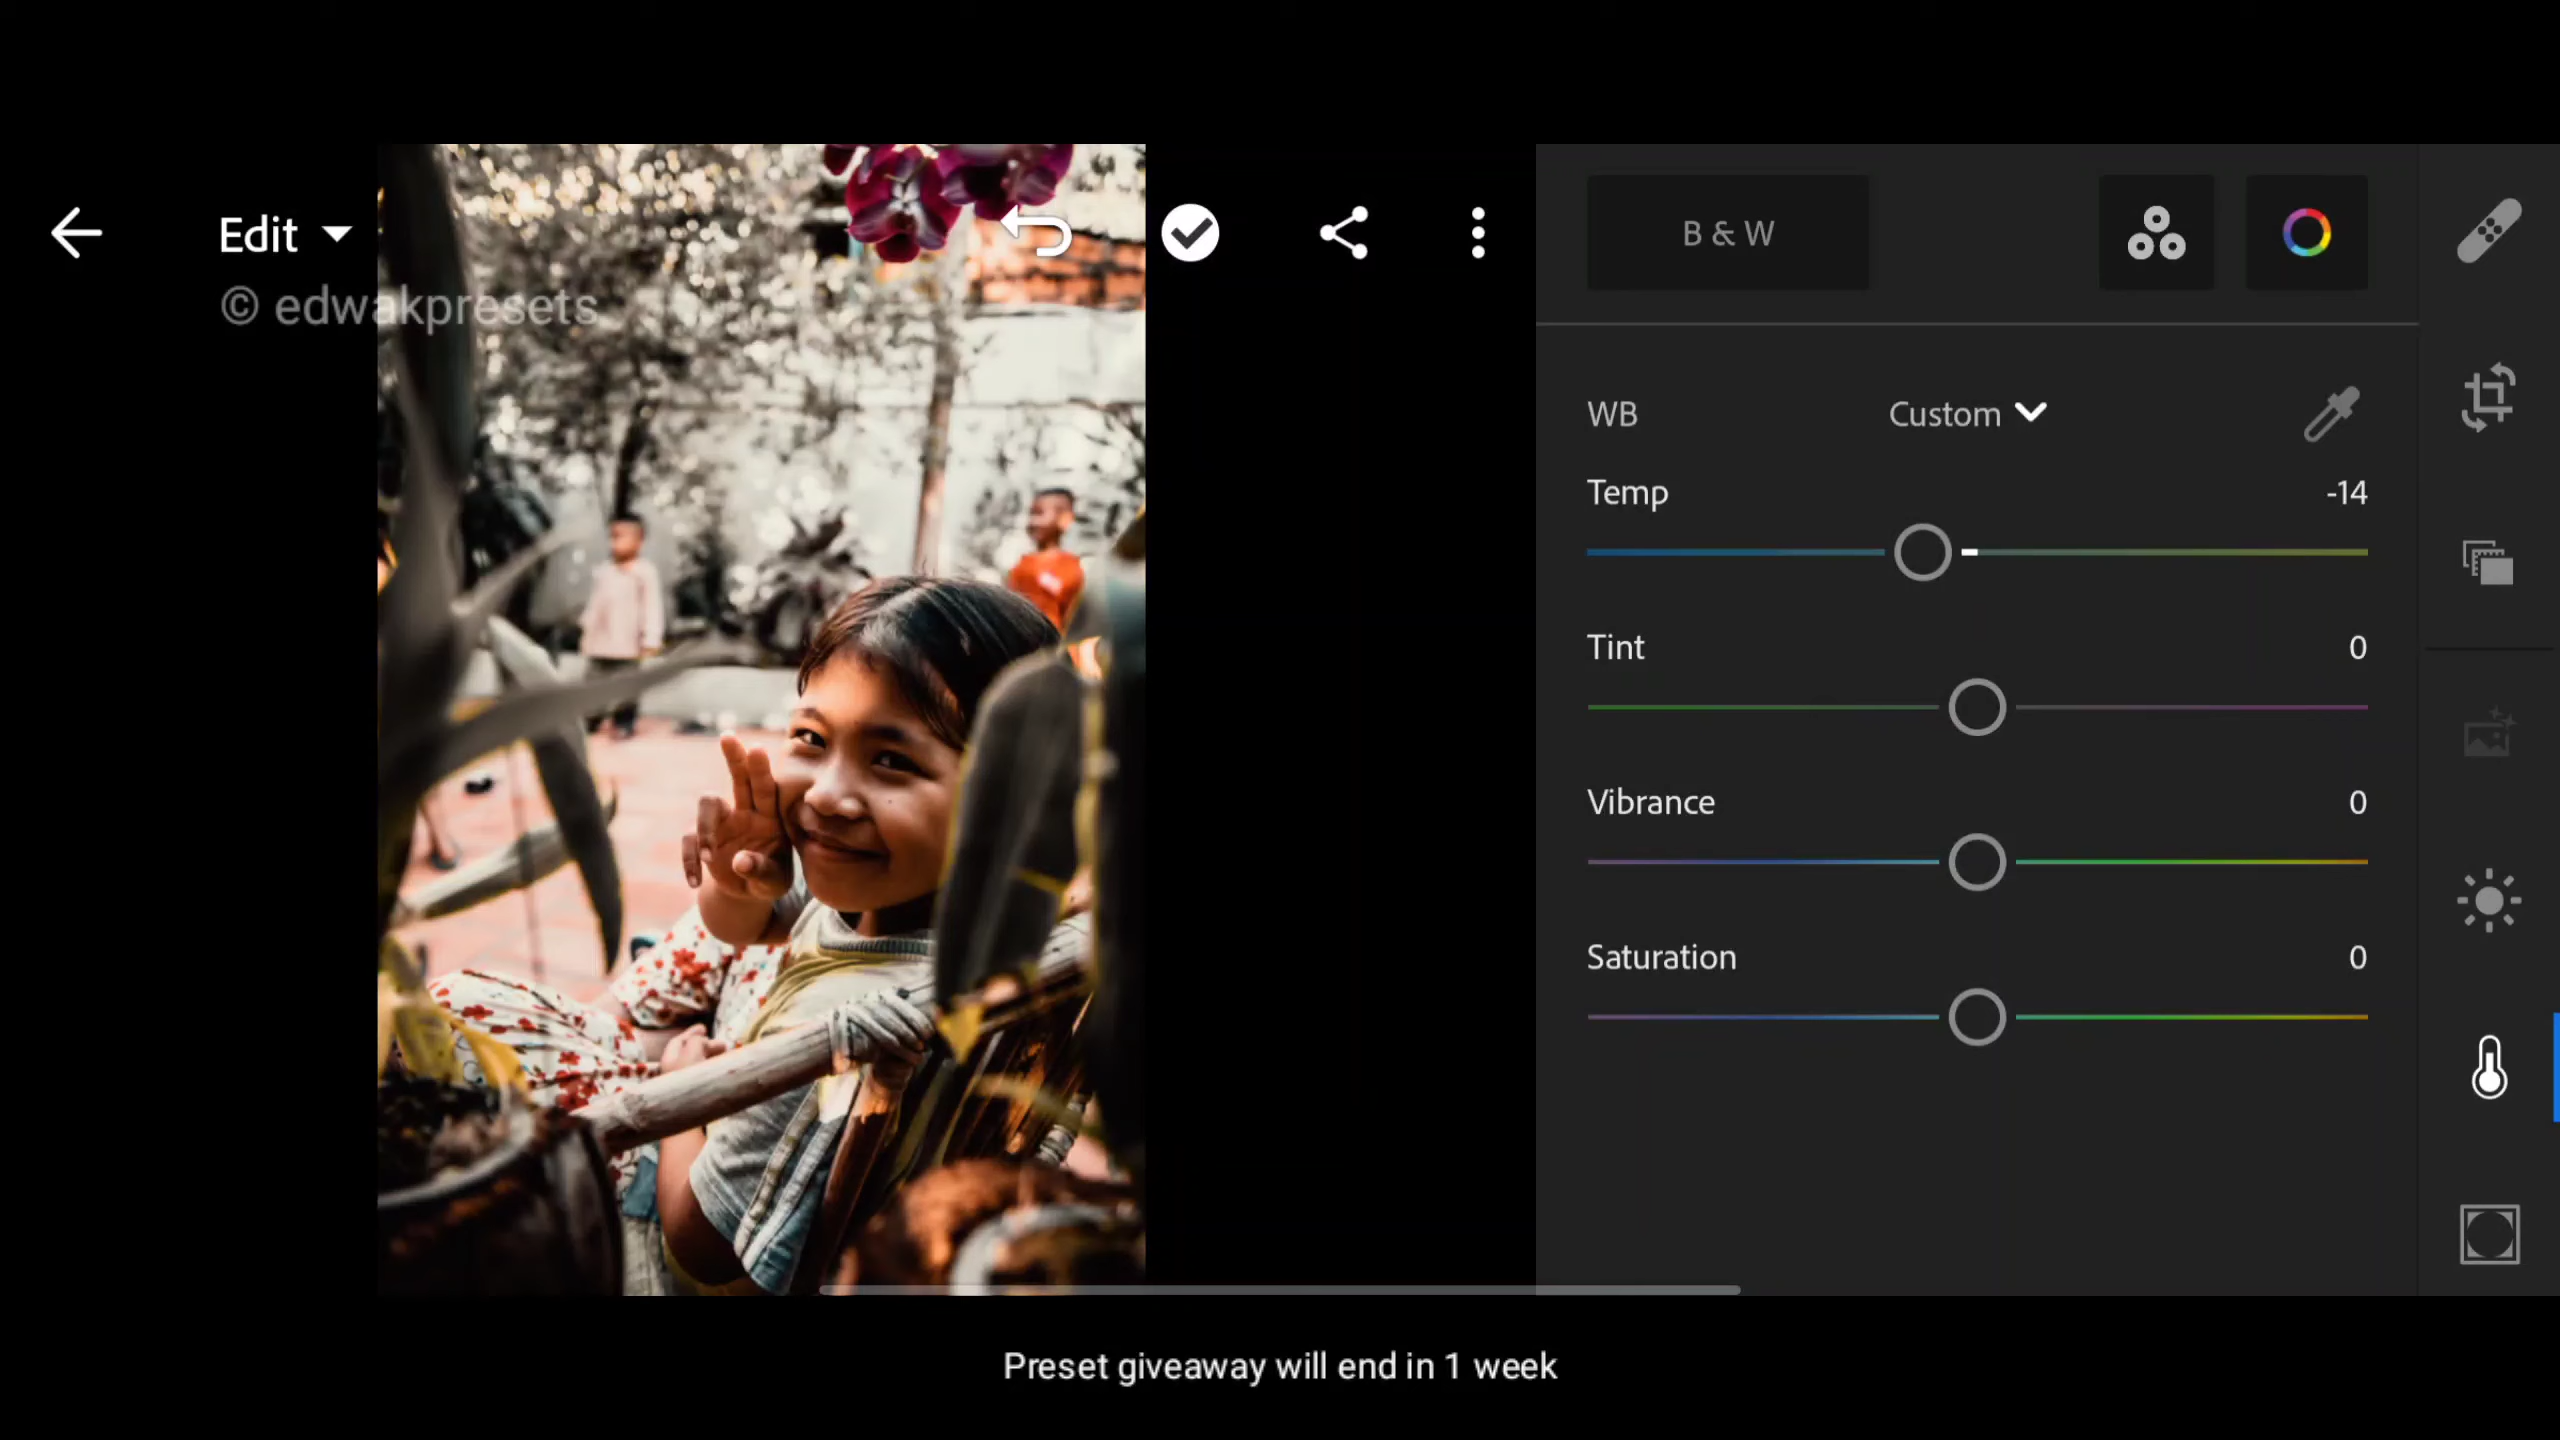 Edit
© edwakpresets
B & W
WB
Custom
Temp
-14
Tint
0
Vibrance
0
Saturation
0
Preset giveaway will end in 1 week